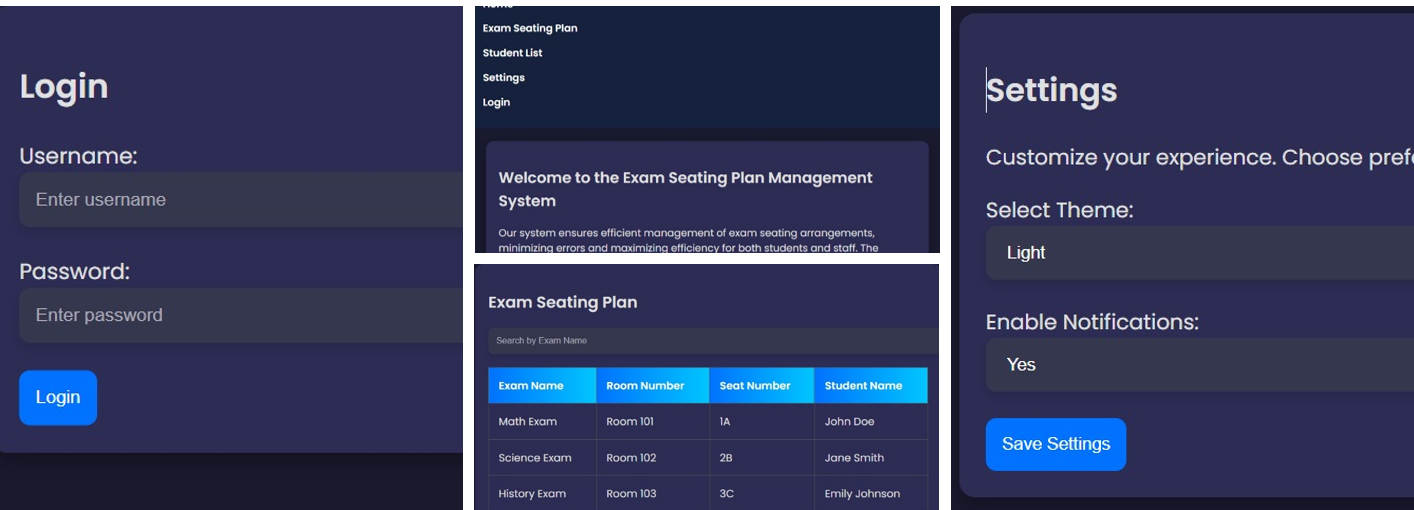 Login
Username:
Enter username
Password:
Enter password
Login
Home
Exam Seating Plan
Student List
Settings
Login
Welcome to the Exam Seating Plan Management
System
Our system ensures efficient management of exam seating arrangements,
minimizing errors and maximizing efficiency for both students and staff. The
Exam Seating Plan
Search by Exam Name
Exam Name Room Number Seat Number Student Name
Math Exam Room 101 1A John Doe
Science Exam Room 102 2B Jane Smith
History Exam Room 103 3C Emily Johnson
Settings
Customize your experience. Choose
Select Theme:
Light
Enable Notifications:
Yes
Save Settings